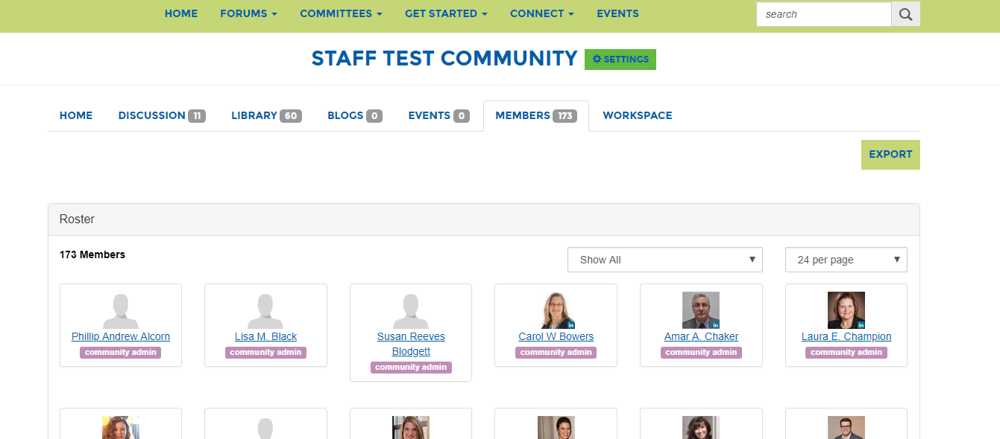 HOME FORUMS COMMITTEES GET STARTED CONNECT EVENTS search
STAFF TEST COMMUNITY SETTINGS
HOME DISCUSSION 11 LIBRARY 60 BLOGS 0 EVENTS 0 MEMBERS 173 WORKSPACE
EXPORT
Roster
173 Members Show All 24 per page
in in in
Phillip Andrew Alcorn Lisa M. Black Susan Reeves Carol W Bowers Amar A. Chaker Laura E. Champion
community admin community admin Blodgett community admin community admin community admin
community admin